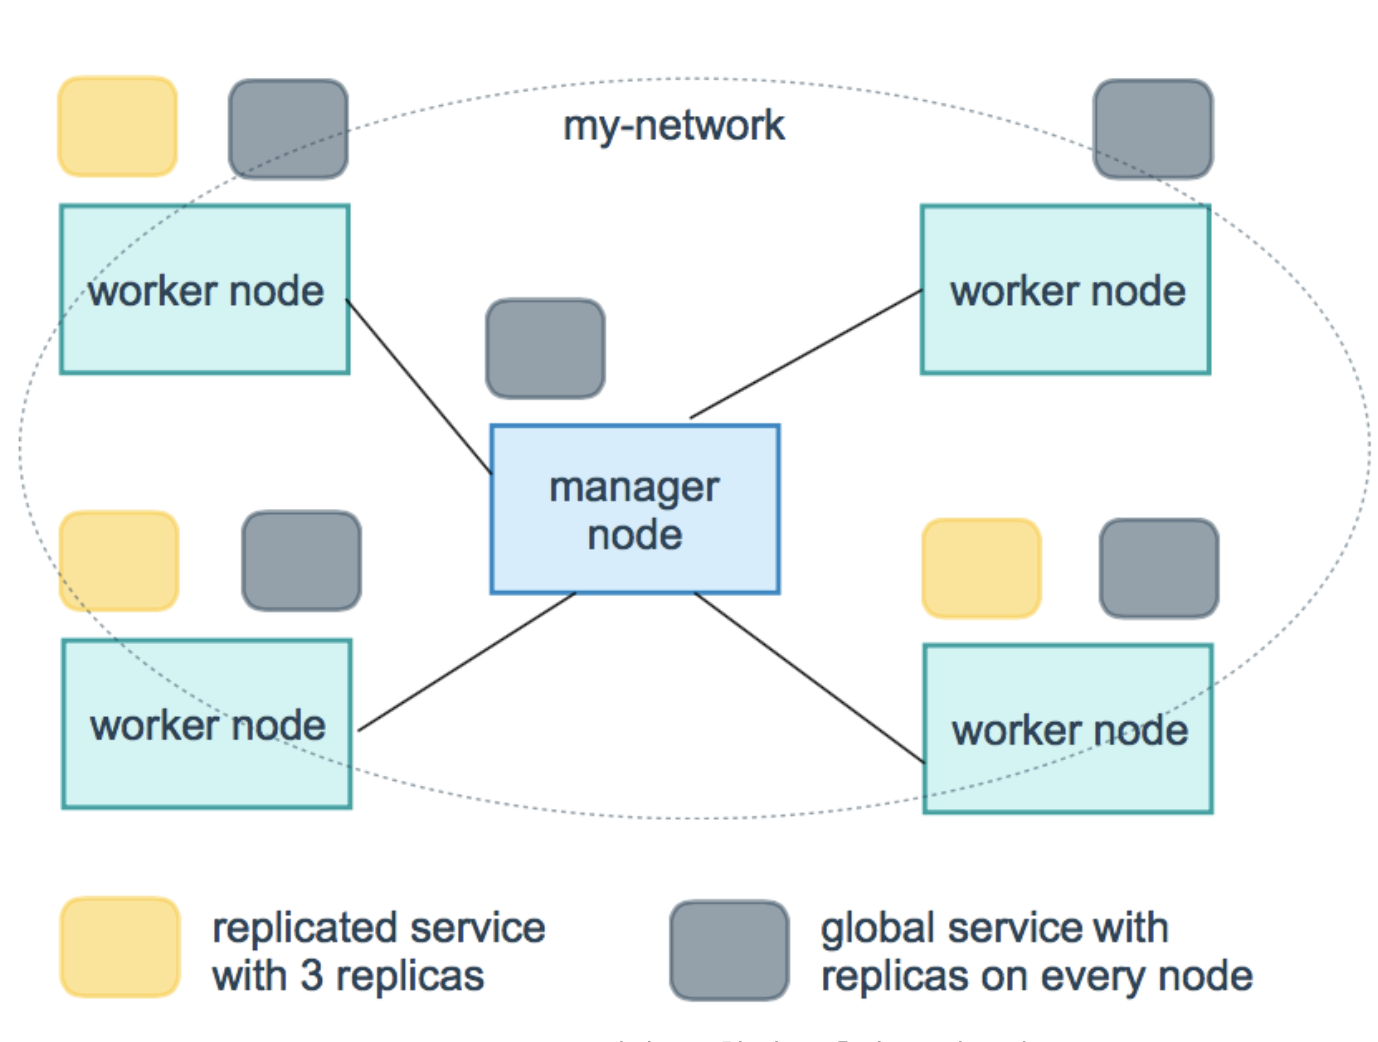 my-network
worker node
worker node
manager
node
worker node
worker node
replicated service
with 3 replicas
global service with
replicas on every node